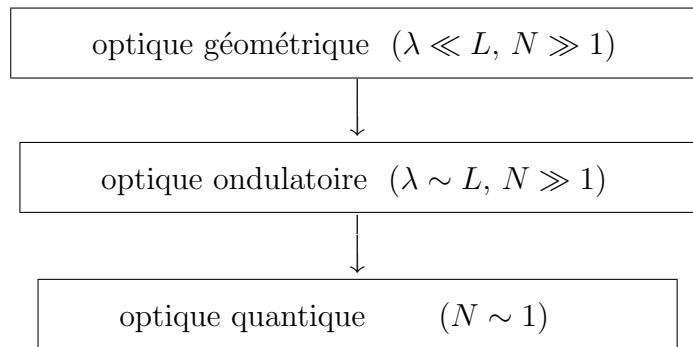 optique géométrique (λ ≪ L, N ≫ 1)
optique ondulatoire (λ ∼ L, N ≫ 1)
optique quantique (N ∼ 1)